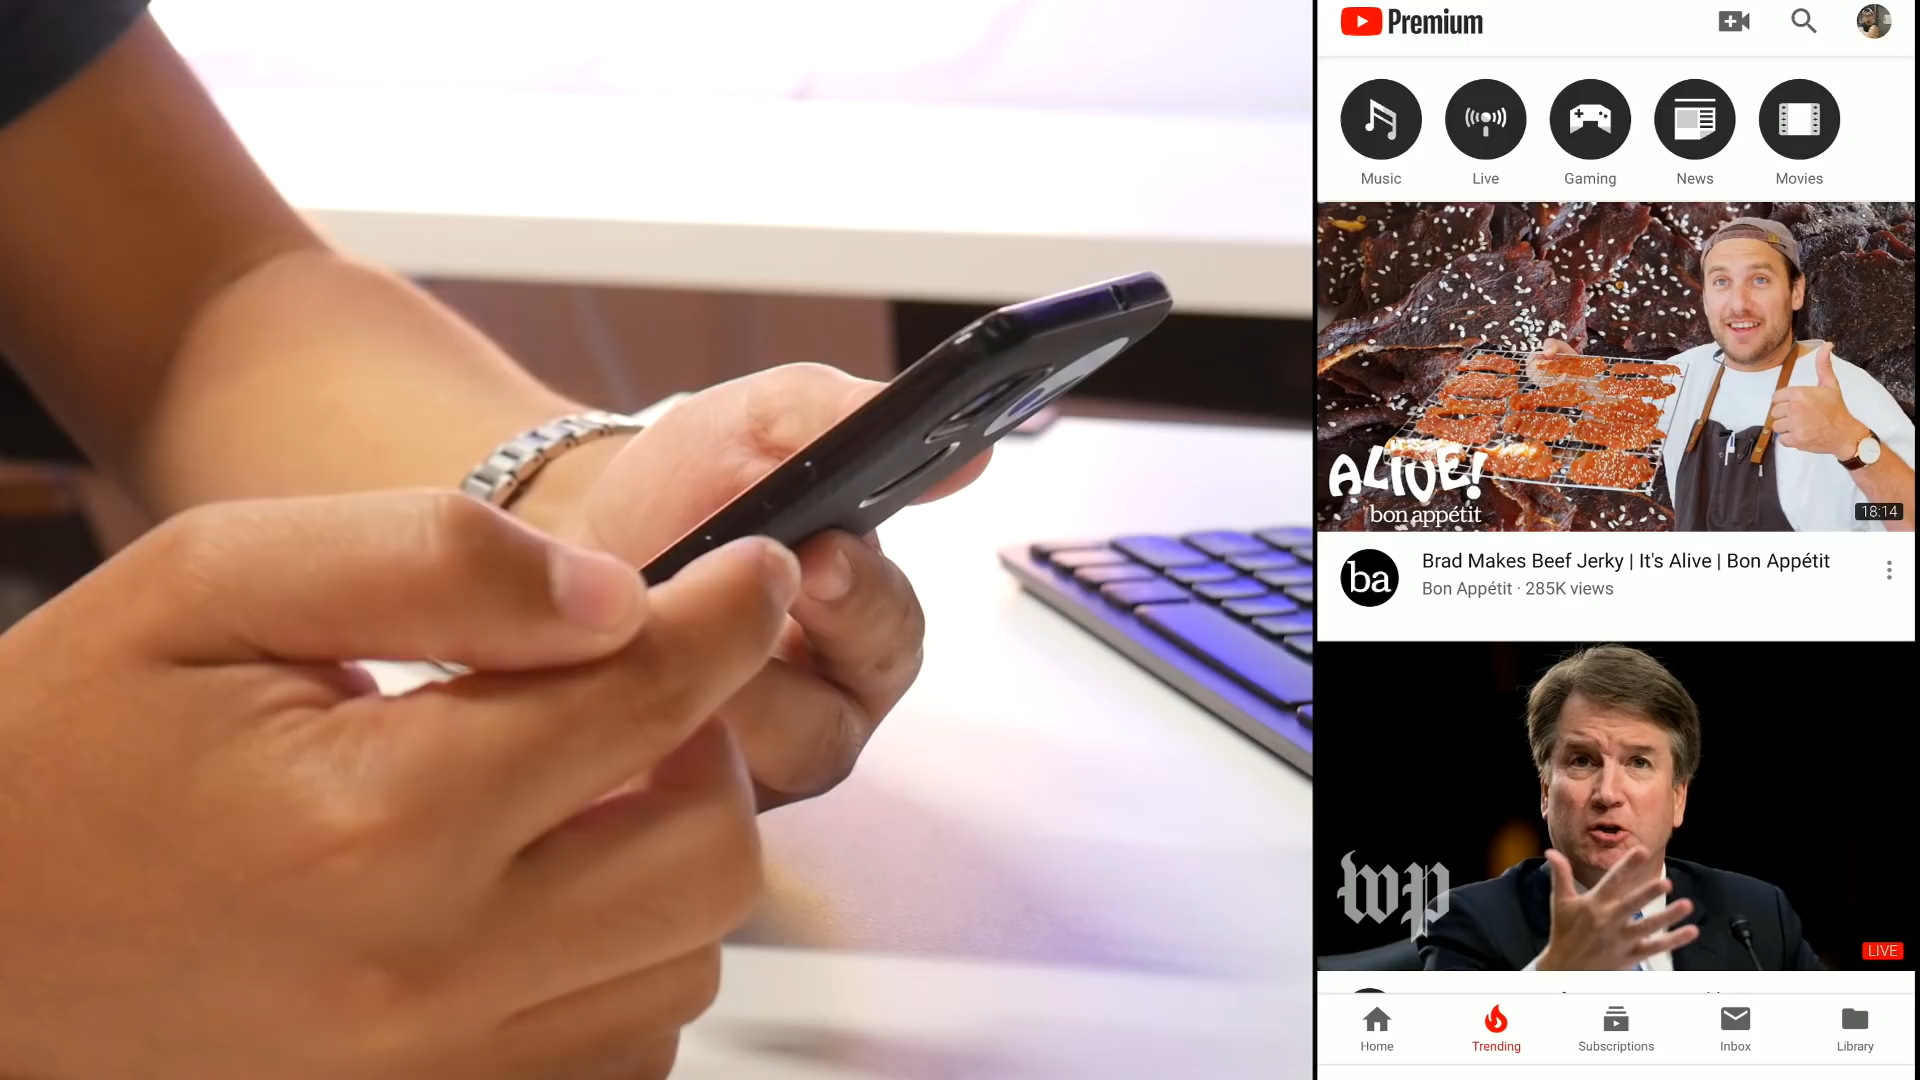 Premium
Music
Live
Gaming
News
Movies
ALIVE!
bon appétit
18:14
ba
Brad Makes Beef Jerky | It's Alive | Bon Appétit
Bon Appétit · 285K views
wp
LIVE
Home
Trending
Subscriptions
Inbox
Library